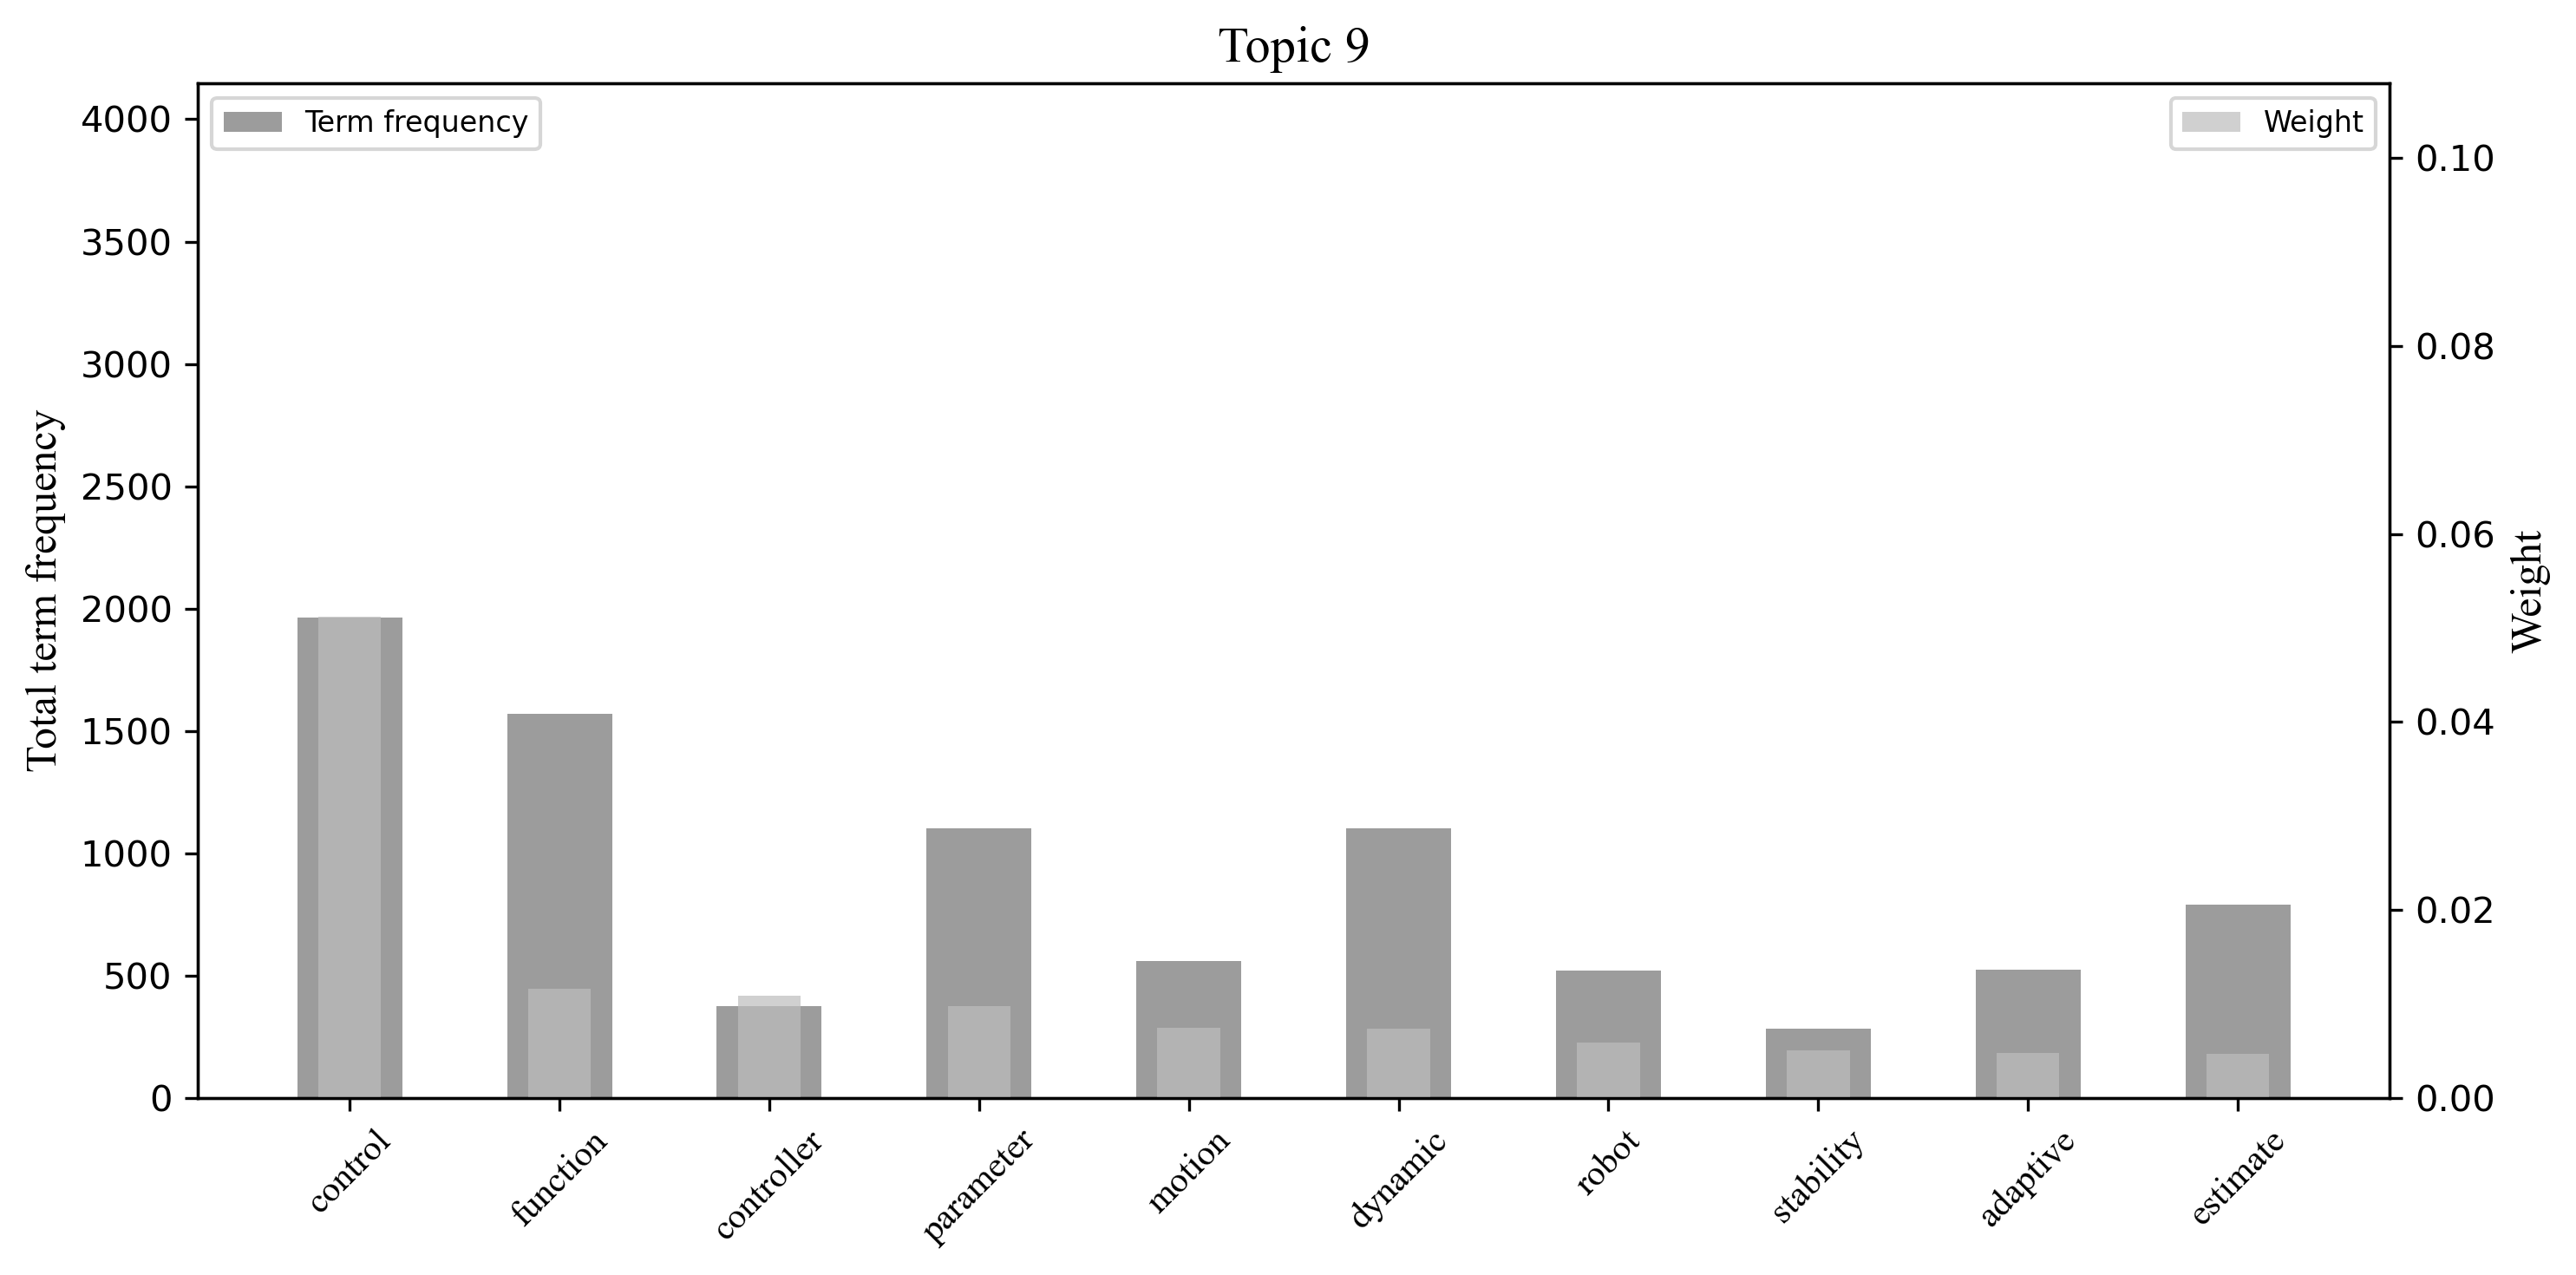 Topic 9
Term frequency
Weight
4000
3500
3000
2500
2000
1500
1000
500
0
Total term frequency
0.10
0.08
0.06
0.04
0.02
0.00
Weight
control
function
controller
parameter
motion
dynamic
robot
stability
adaptive
estimate